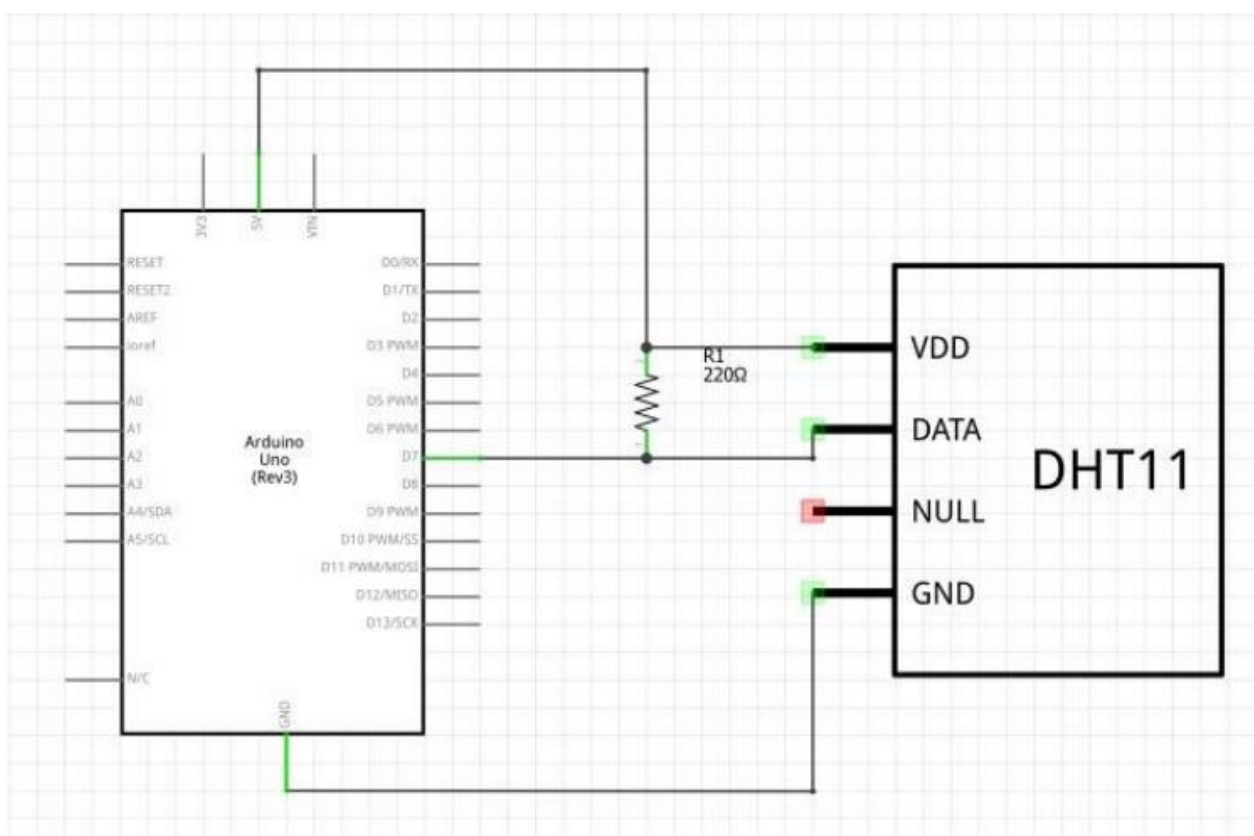 3V3
5V
VIN
RESET
RESET2
AREF
ioref
A0
A1
A2
A3
A4/SDA
A5/SCL
N/C
Arduino
Uno
(Rev3)
D0/RX
D1/TX
D2
D3 PWM
D4
D5 PWM
D6 PWM
D7
D8
D9 PWM
D10 PWM/SS
D11 PWM/MOSI
D12/MISO
D13/SCK
GND
R1
220Ω
VDD
DATA
NULL
GND
DHT11